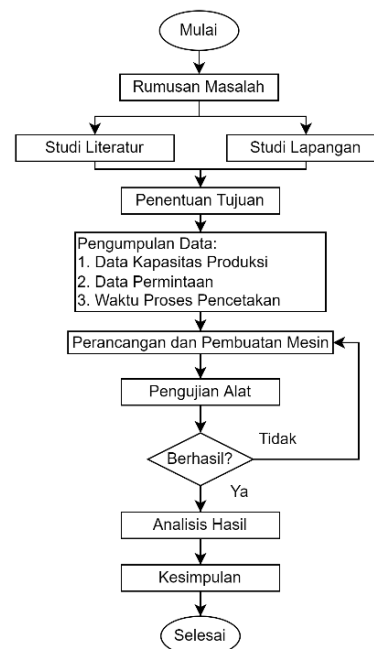 Mulai
Rumusan Masalah
Studi Literatur
Studi Lapangan
Penentuan Tujuan
Pengumpulan Data:
1. Data Kapasitas Produksi
2. Data Permintaan
3. Waktu Proses Pencetakan
Perancangan dan Pembuatan Mesin
Pengujian Alat
Berhasil?
Tidak
Ya
Analisis Hasil
Kesimpulan
Selesai